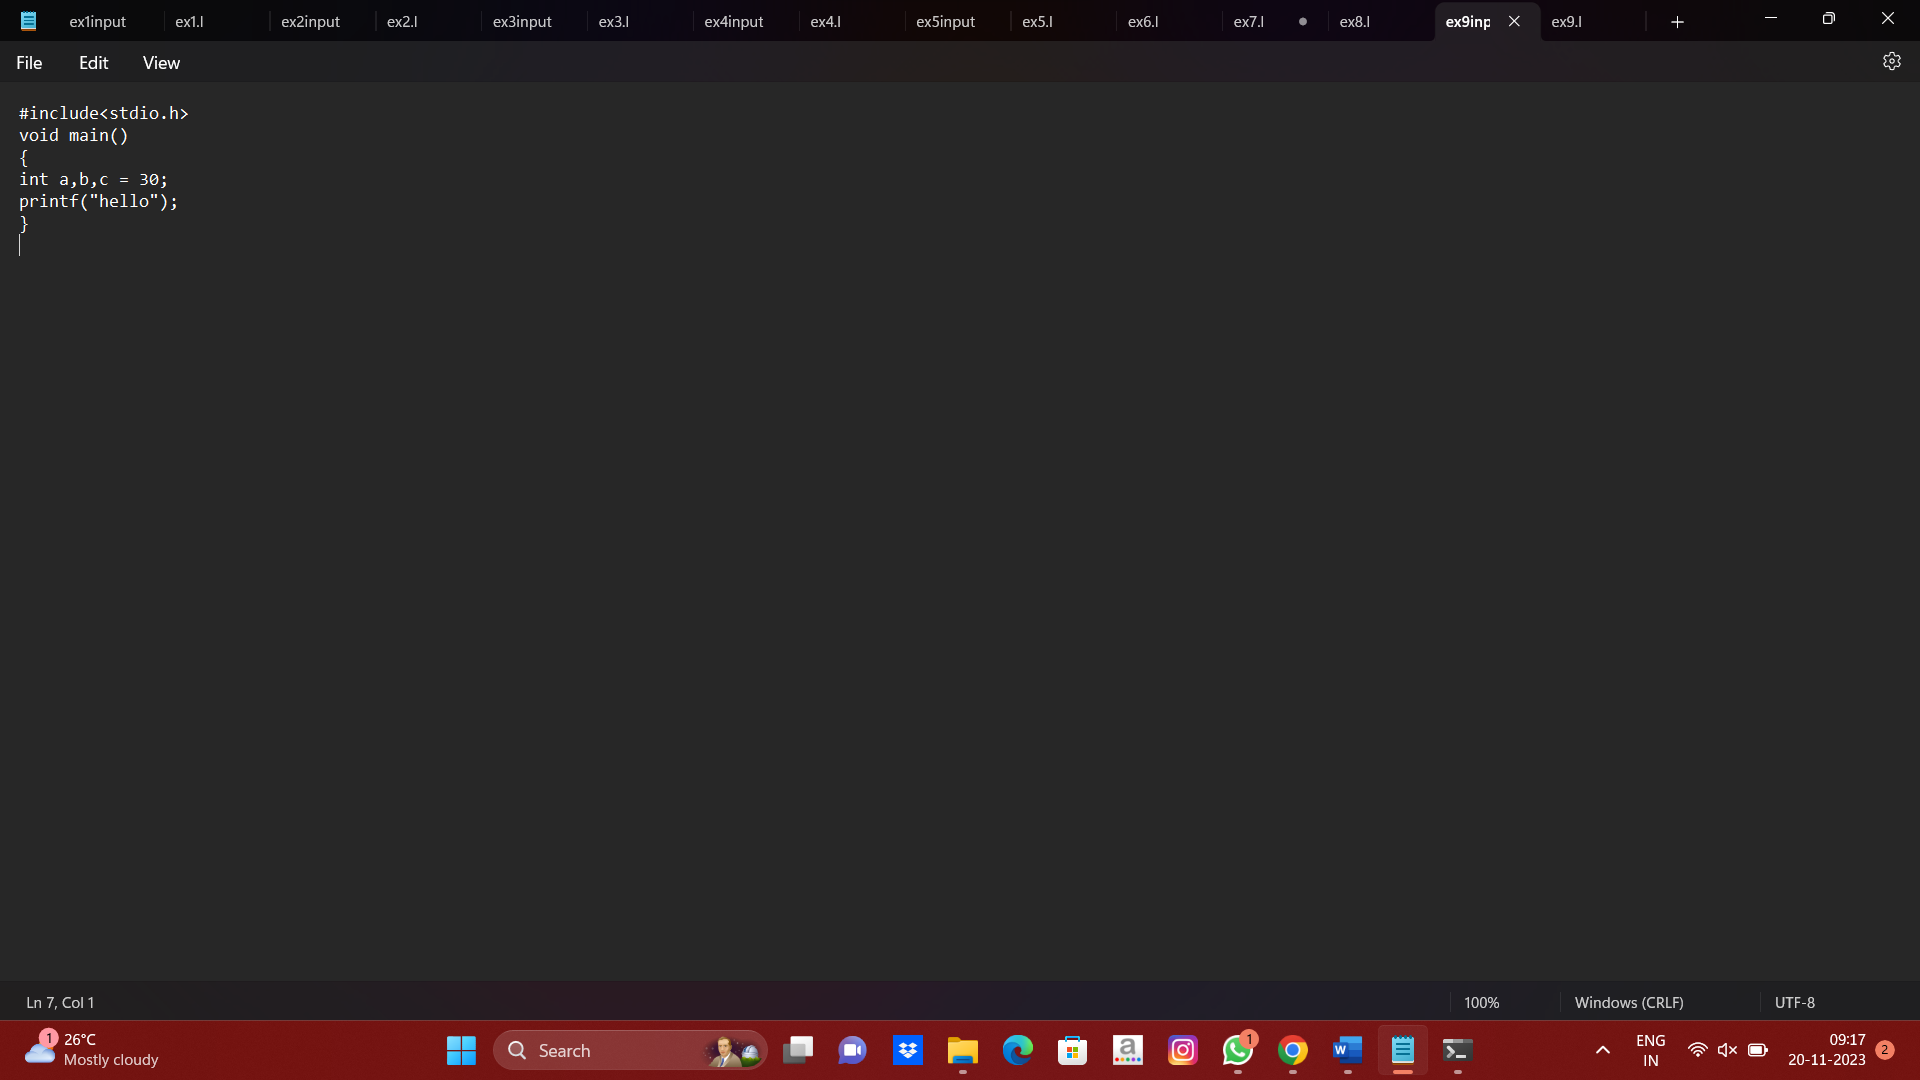 ex1input ex1.l ex2input ex2.l ex3input ex3.l ex4input ex4.l ex5input ex5.l ex6.l ex7.l ex8.l ex9inp ex9.l
File Edit View
#include<stdio.h>
void main()
{
int a,b,c = 30;
printf("hello");
}
Ln 7, Col 1 100% Windows (CRLF) UTF-8
1 26°C
Mostly cloudy
Search
a
1
W
ENG
IN
09:17
20-11-2023
2